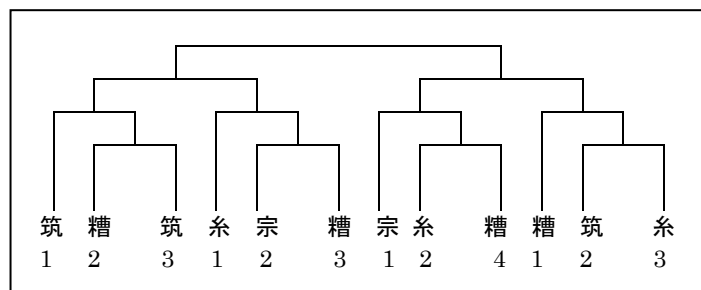 筑 糟 筑 糸 宗 糟 宗 糸 糟 糟 筑 糸
1 2 3 1 2 3 1 2 4 1 2 3